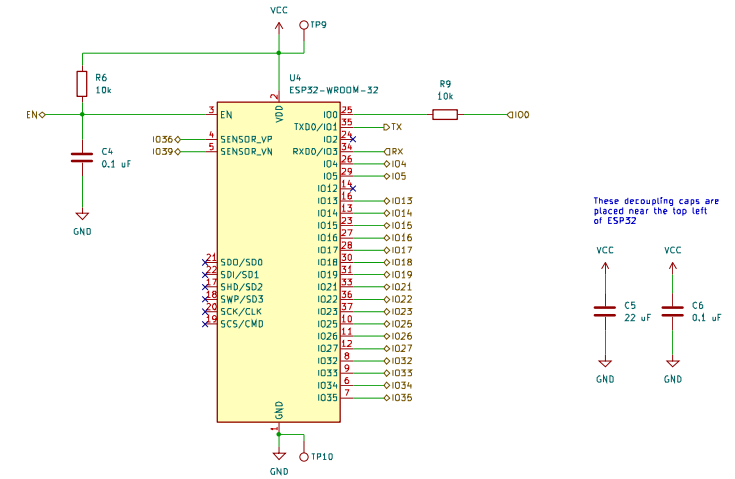 VCC
TP9
R6
10k
U4
ESP32-WROOM-32
R9
10k
EN
3
EN
2
VDD
IO0
25
IO0
TXD0/IO1
35
TX
IO2
24
IO36
4
SENSOR_VP
RXD0/IO3
34
RX
IO39
5
SENSOR_VN
IO4
26
IO4
C4
0.1 uF
IO5
29
IO5
IO12
14
IO13
16
IO13
IO14
13
IO14
IO15
23
IO15
IO16
27
IO16
IO17
28
IO17
GND
21
SDO/SD0
IO18
30
IO18
22
SDI/SD1
IO19
31
IO19
17
SHD/SD2
IO21
33
IO21
18
SWP/SD3
IO22
36
IO22
20
SCK/CLK
IO23
37
IO23
19
SCS/CMD
IO25
10
IO25
IO26
11
IO26
IO27
12
IO27
IO32
8
IO32
IO33
9
IO33
IO34
6
IO34
IO35
7
IO35
GND
1
GND
TP10
These decoupling caps are
placed near the top left
of ESP32
VCC
VCC
C5
22 uF
C6
0.1 uF
GND
GND